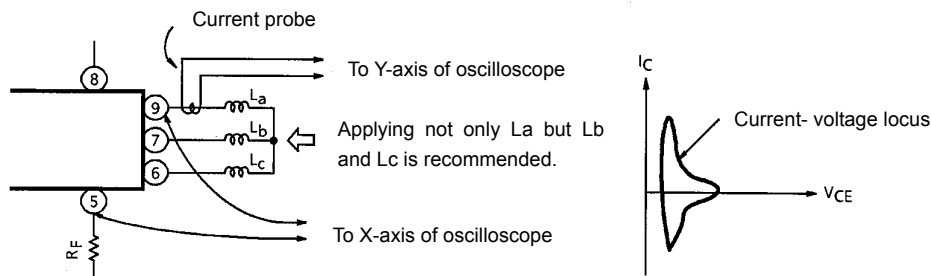 Current probe
To Y-axis of oscilloscope
8
9
La
7
Lb
Applying not only La but Lb
and Lc is recommended.
6
Lc
5
To X-axis of oscilloscope
RF
IC
Current- voltage locus
VCE